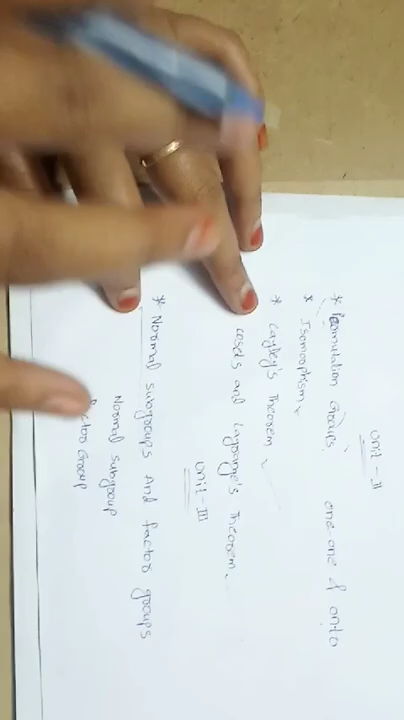 Unit - II
* Permutation Groups one-one & onto
* Isomorphism
* Cayley's Theorem
cosets and Lagrange's Theorem
Unit - III
* Normal subgroups And factor groups
Normal subgroup
Group